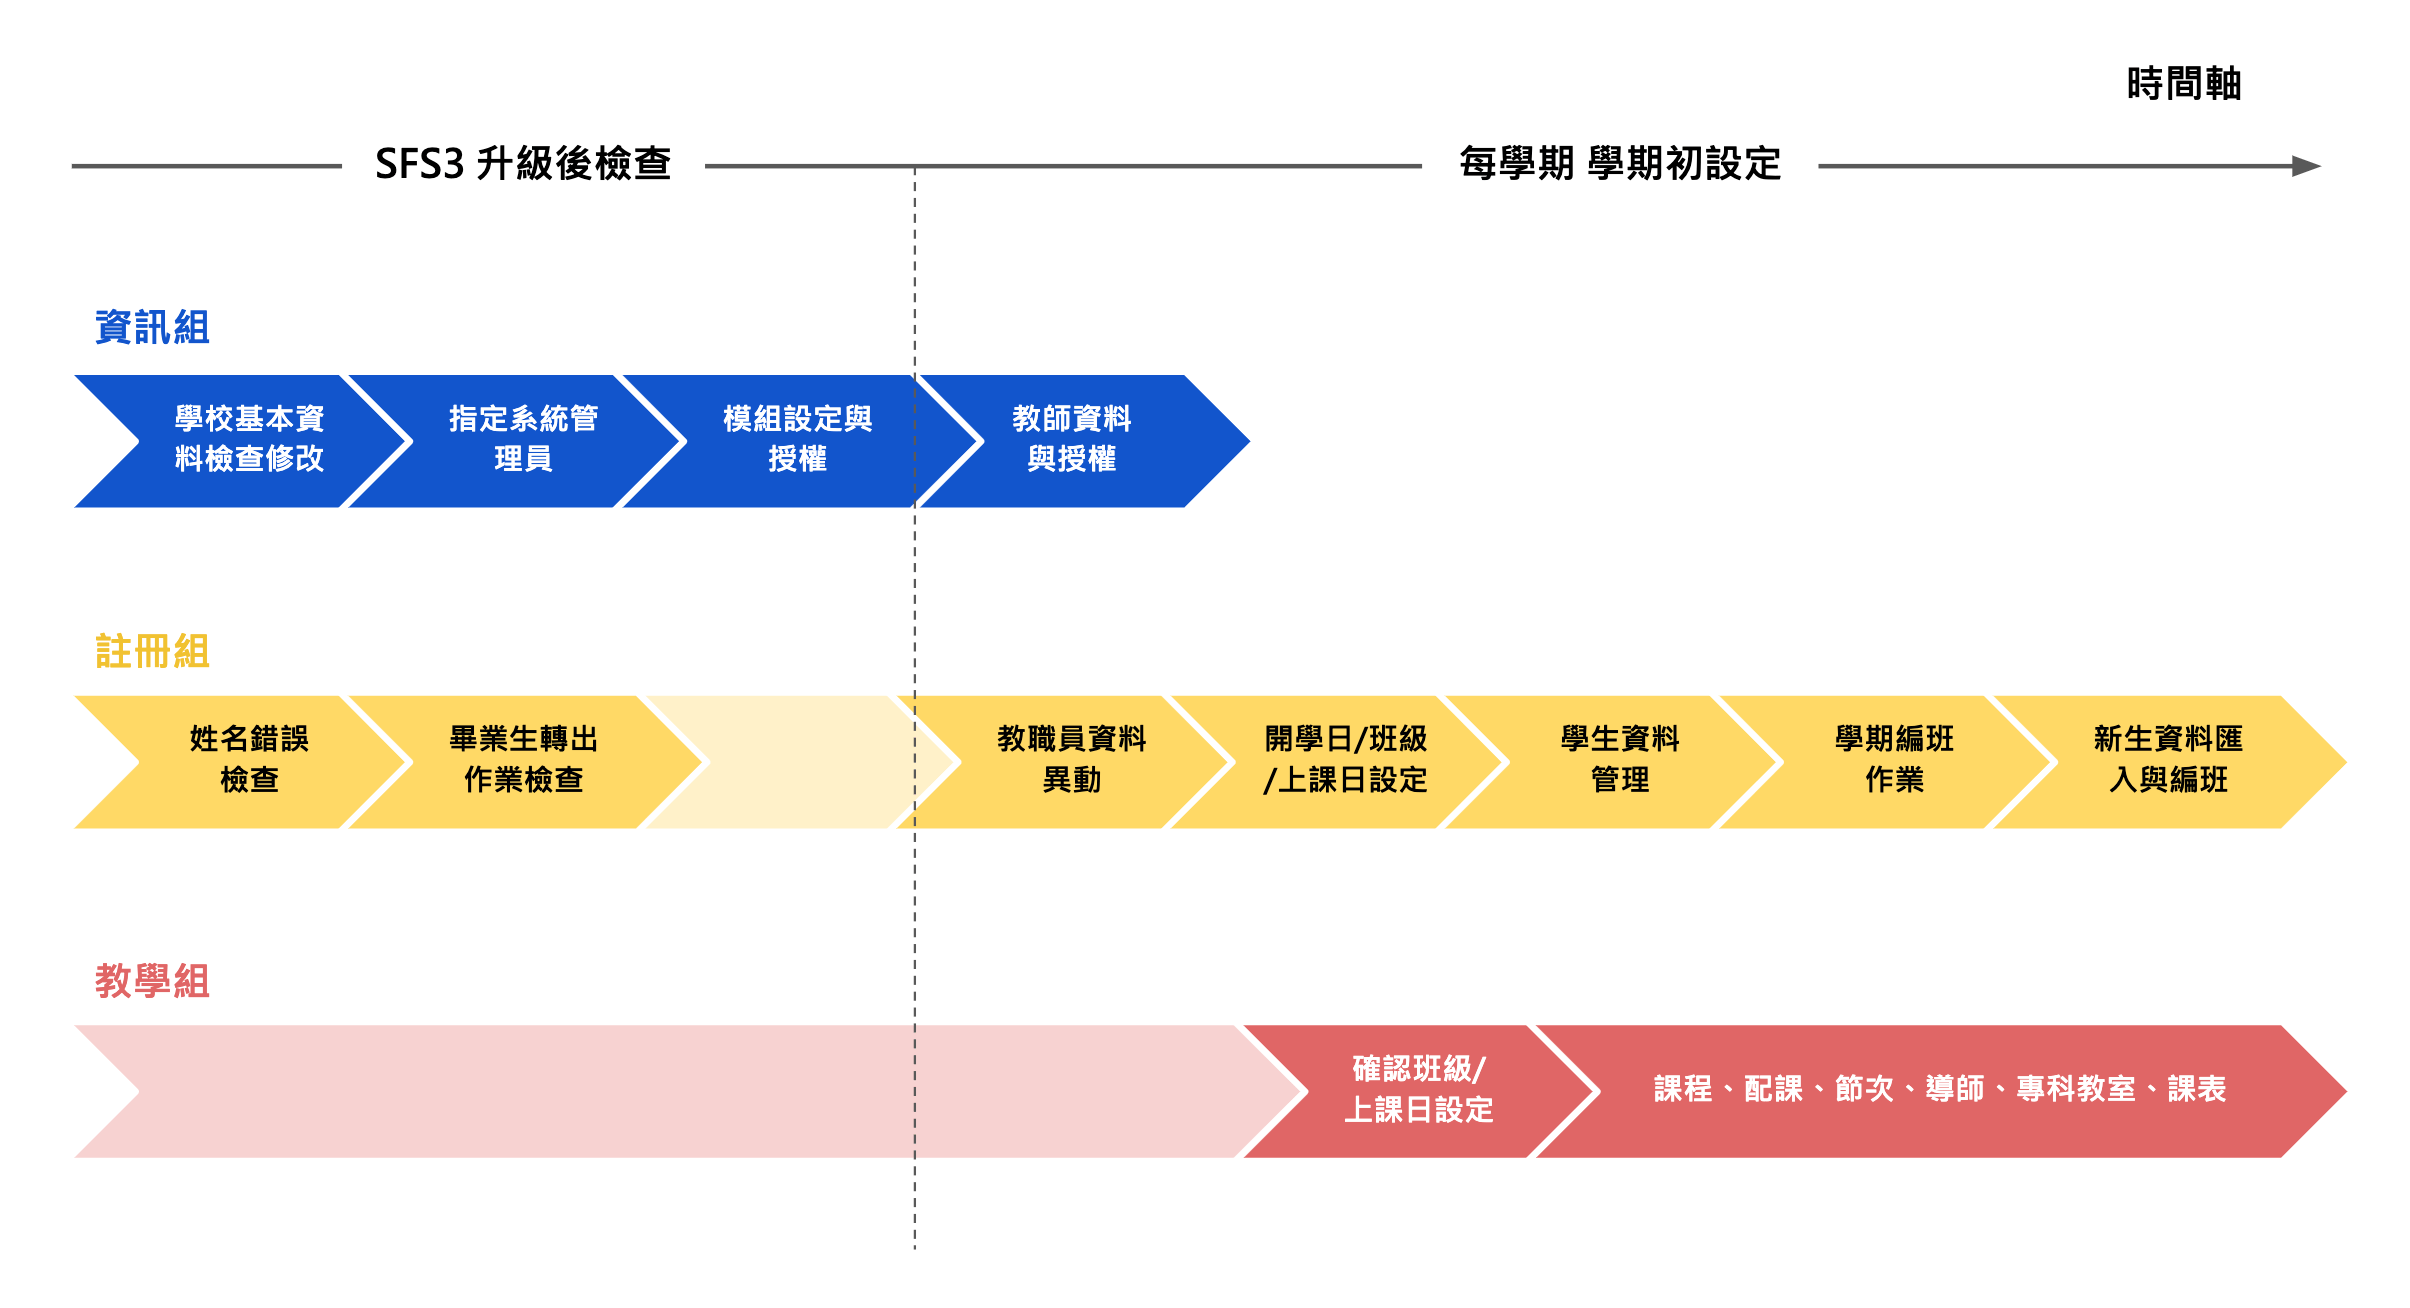 時間軸
SFS3 升級後檢查
每學期 學期初設定
資訊組
學校基本資
料檢查修改
指定系統管
理員
模組設定與
授權
教師資料
與授權
註冊組
姓名錯誤
檢查
畢業生轉出
作業檢查
教職員資料
異動
開學日/班級
/上課日設定
學生資料
管理
學期編班
作業
新生資料匯
入與編班
教學組
確認班級/
上課日設定
課程、配課、節次、導師、專科教室、課表